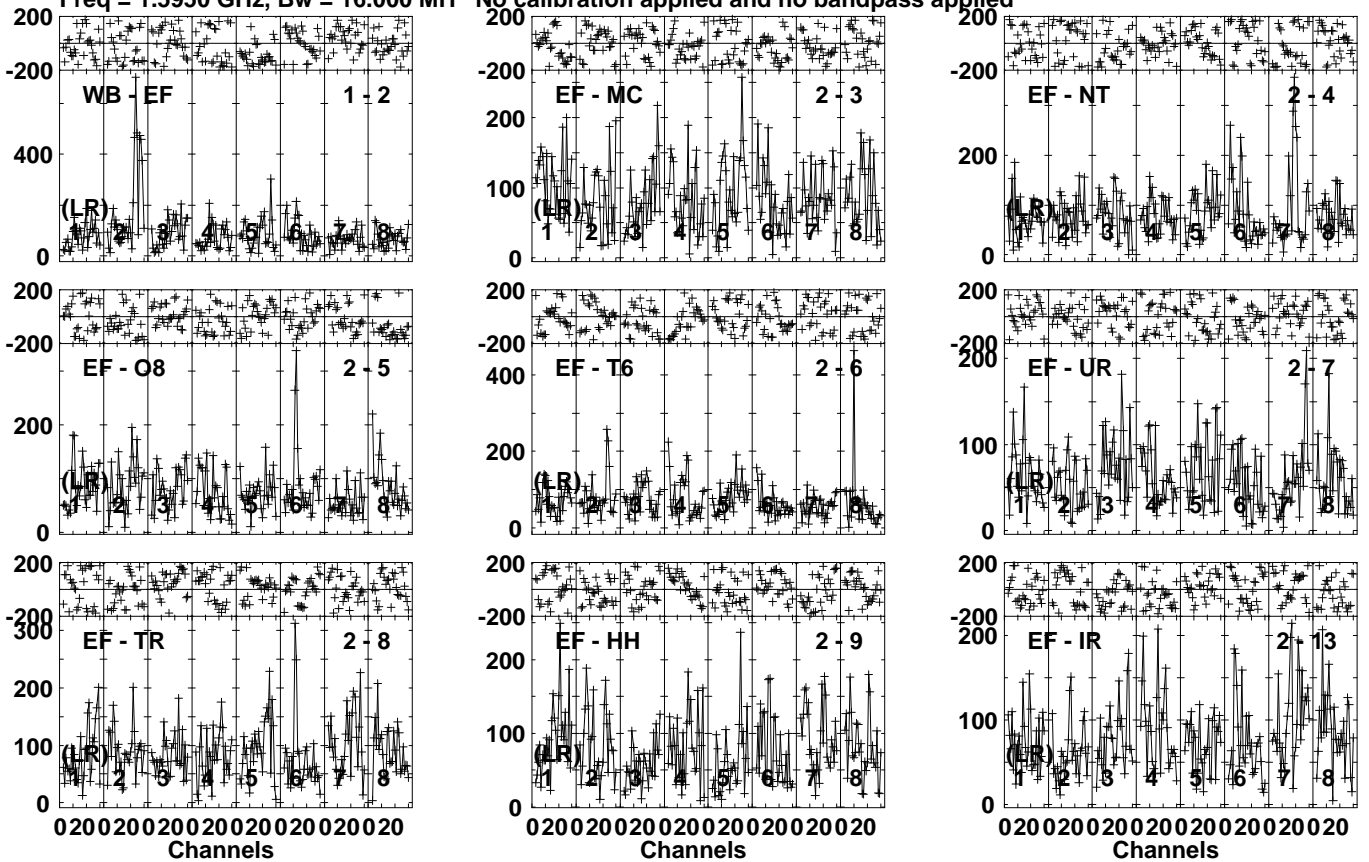 Freq = 1.5950 GHz, Bw = 16.000 MH No calibration applied and no bandpass applied
200
-200
WB - EF 1 - 2
400
(LR)
1 2 3 4 5 6 7 8
0
200
-200
EF - MC 2 - 3
200
100
(LR)
1 2 3 4 5 6 7 8
0
200
-200
EF - NT 2 - 4
200
(LR)
1 2 3 4 5 6 7 8
0
200
-200
EF - O8 2 - 5
200
(LR)
1 2 3 4 5 6 7 8
0
200
-200
EF - T6 2 - 6
400
200
(LR)
1 2 3 4 5 6 7 8
0
200
-200
200
EF - UR 2 - 7
100
(LR)
1 2 3 4 5 6 7 8
0
200
-200
300
EF - TR 2 - 8
200
100
(LR)
1 2 3 4 5 6 7 8
0
0 20 0 20 0 20 0 20 0 20 0 20 0 20 0 20
Channels
200
-200
EF - HH 2 - 9
200
100
(LR)
1 2 3 4 5 6 7 8
0
0 20 0 20 0 20 0 20 0 20 0 20 0 20 0 20
Channels
200
-200
200
EF - IR 2 - 13
100
(LR)
1 2 3 4 5 6 7 8
0
0 20 0 20 0 20 0 20 0 20 0 20 0 20 0 20
Channels